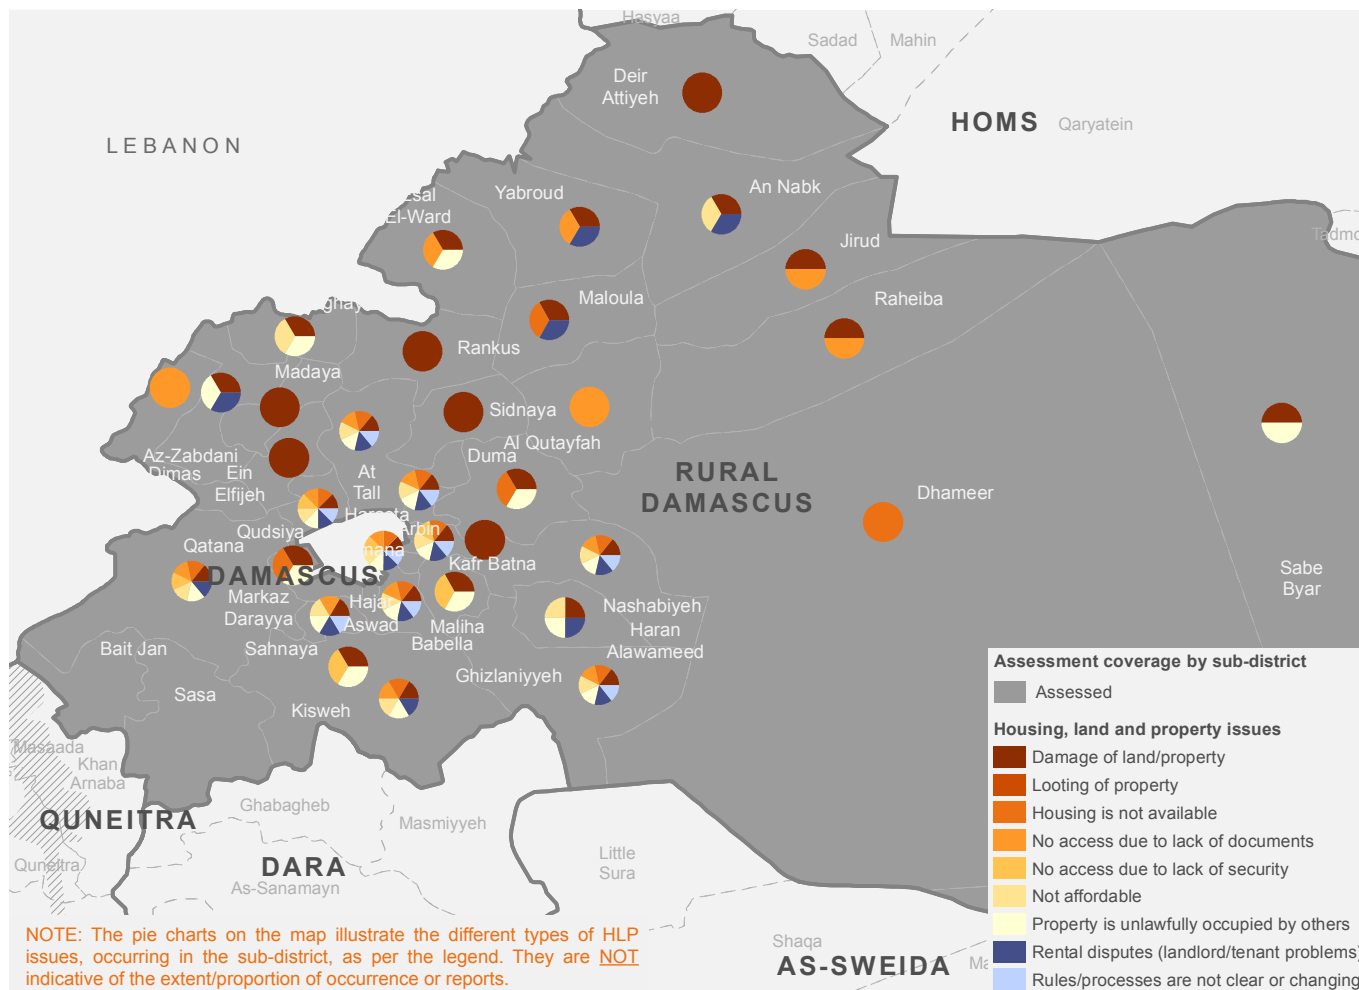 Hasyaa
Sadad
Mahin
Deir
Attiyeh
HOMS
Qaryatein
LEBANON
Yabroud
An Nabk
Esal
El-Ward
Tadmo
Jirud
Raheiba
Maloula
Rankus
Madaya
Sidnaya
Al Qutayfah
Az-Zabdani
Dimas
Ein
Elfijeh
At
Tall
Duma
RURAL
DAMASCUS
Dhameer
Harasta
Arbin
Qudsiya
Qatana
Kafr Batna
DAMASCUS
Markaz
Darayya
Hajar
Aswad
Maliha
Babella
Nashabiyeh
Haran
Alawameed
Sabe
Byar
Bait Jan
Sahnaya
Ghizlaniyyeh
Sasa
Kisweh
Masaada
Khan
Arnaba
QUNEITRA
Quneitra
Ghabagheb
Masmiyyeh
DARA
As-Sanamayn
Little
Sura
Shaqa
AS-SWEIDA
Ma
Assessment coverage by sub-district
Assessed
Housing, land and property issues
Damage of land/property
Looting of property
Housing is not available
No access due to lack of documents
No access due to lack of security
Not affordable
Property is unlawfully occupied by others
Rental disputes (landlord/tenant problems)
Rules/processes are not clear or changing
NOTE: The pie charts on the map illustrate the different types of HLP
issues, occurring in the sub-district, as per the legend. They are NOT
indicative of the extent/proportion of occurrence or reports.